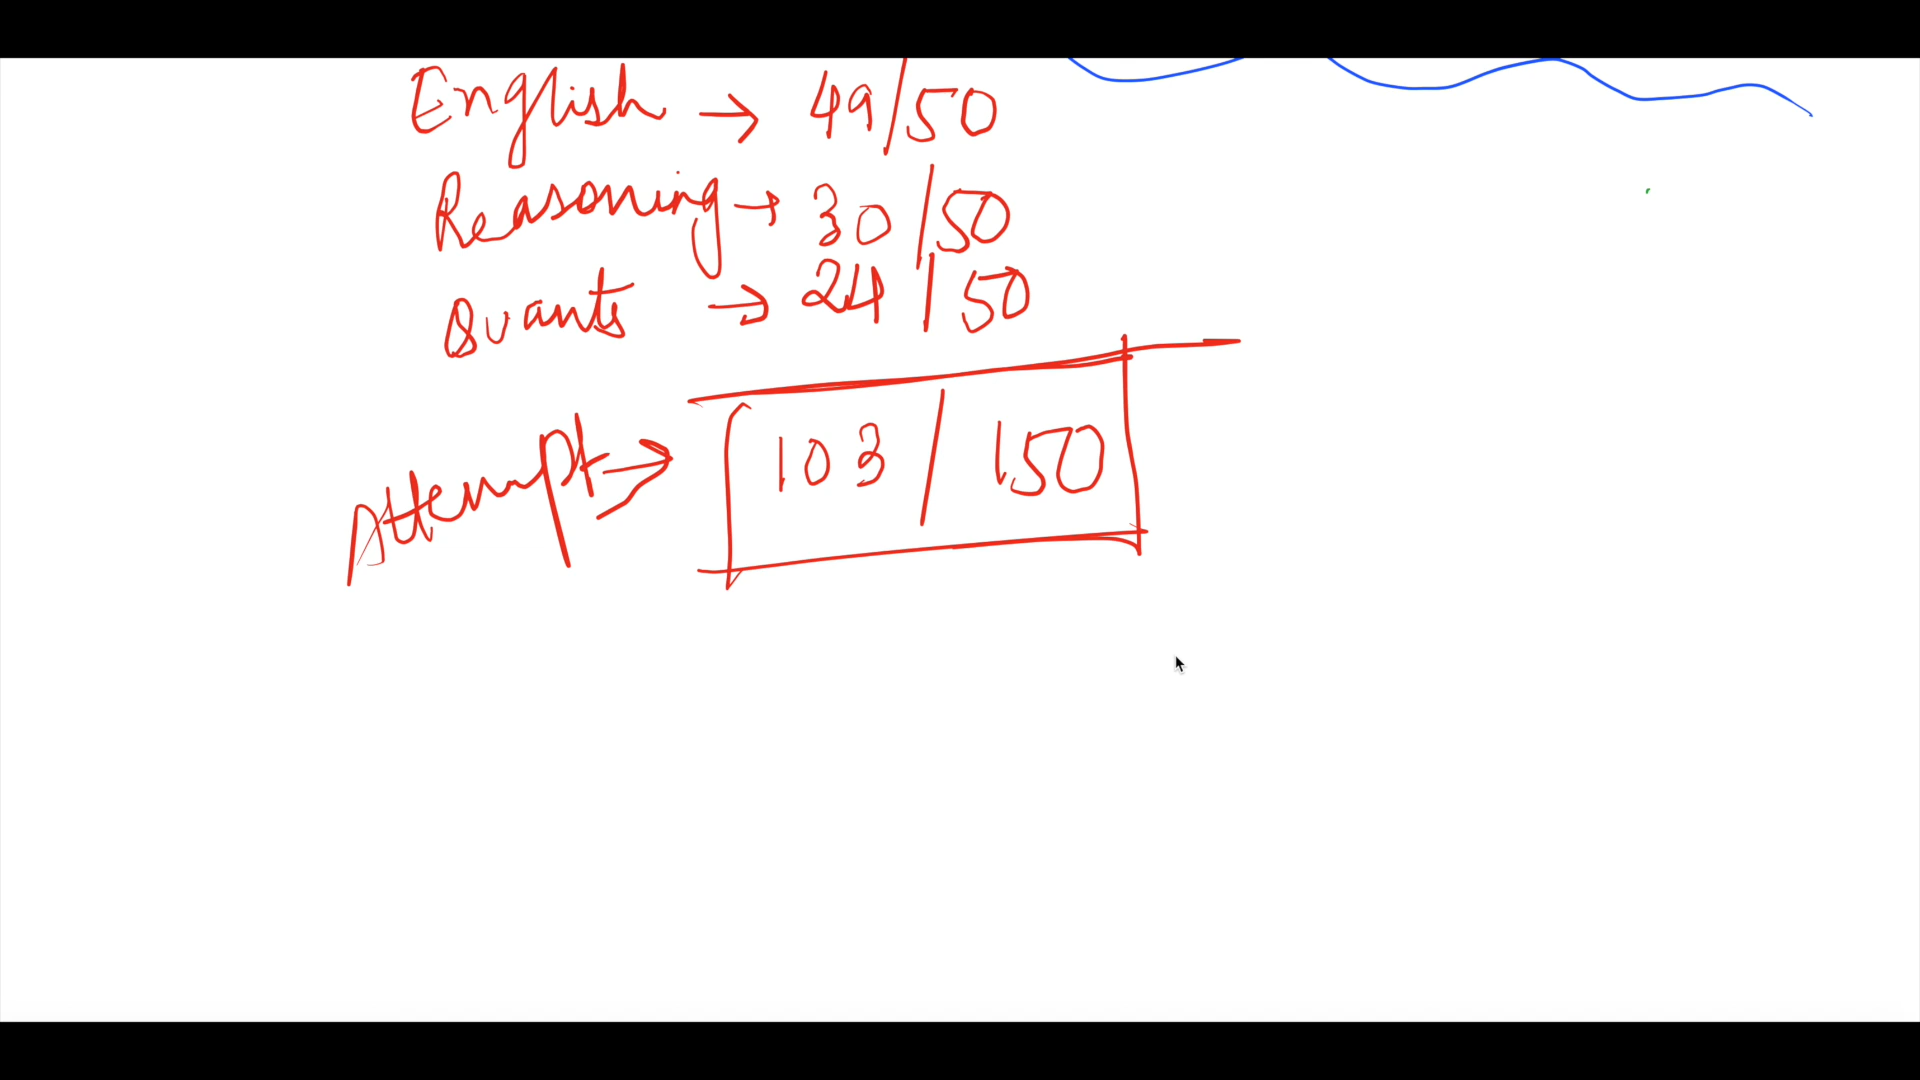 English → 49/50
Reasoning → 30/50
Quants → 24/50
Attempt → 103/150